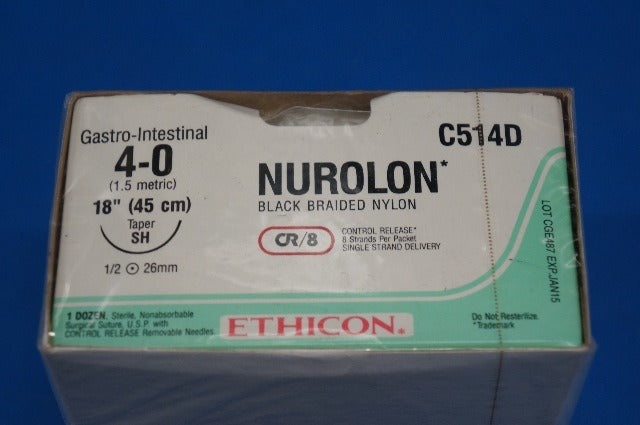 Gastro-Intestinal
4-0
(1.5 metric)
18" (45 cm)
Taper
SH
1/2 ⊙ 26mm
NUROLON*
BLACK BRAIDED NYLON
CR/8
CONTROL RELEASE*
8 Strands Per Packet
SINGLE STRAND DELIVERY
C514D
LOT CGE487 EXP.JAN15
1 DOZEN, Sterile, Nonabsorbable
Surgical Suture, U.S.P. with
CONTROL RELEASE Removable Needles
ETHICON*
Do Not Resterilize.
*Trademark